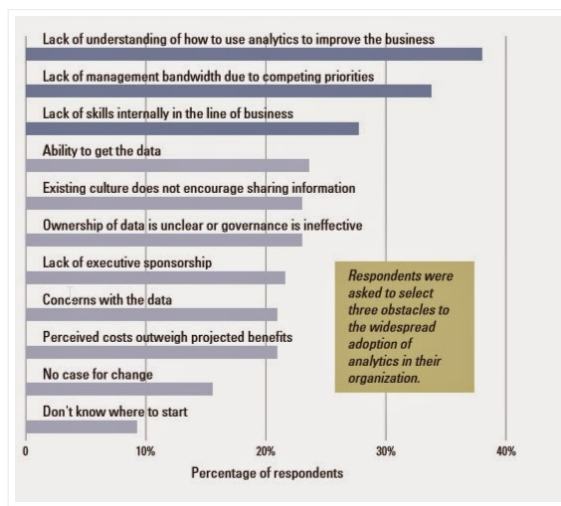 Lack of understanding of how to use analytics to improve the business
Lack of management bandwidth due to competing priorities
Lack of skills internally in the line of business
Ability to get the data
Existing culture does not encourage sharing information
Ownership of data is unclear or governance is ineffective
Lack of executive sponsorship
Concerns with the data
Perceived costs outweigh projected benefits
No case for change
Don't know where to start
Respondents were
asked to select
three obstacles to
the widespread
adoption of
analytics in their
organization.
0 10% 20% 30% 40%
Percentage of respondents